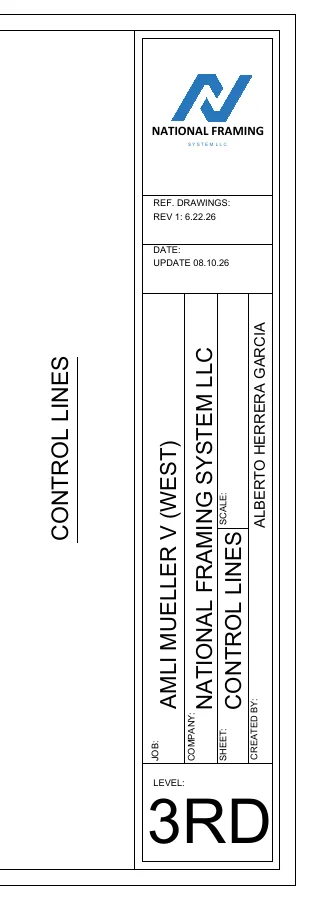 NATIONAL FRAMING
SYSTEM LLC
REF. DRAWINGS:
REV 1: 6.22.26
DATE:
UPDATE 08.10.26
CONTROL LINES
JOB:
AMLI MUELLER V (WEST)
COMPANY:
NATIONAL FRAMING SYSTEM LLC
SHEET:
CONTROL LINES
SCALE:
CREATED BY:
ALBERTO HERRERA GARCIA
LEVEL:
3RD